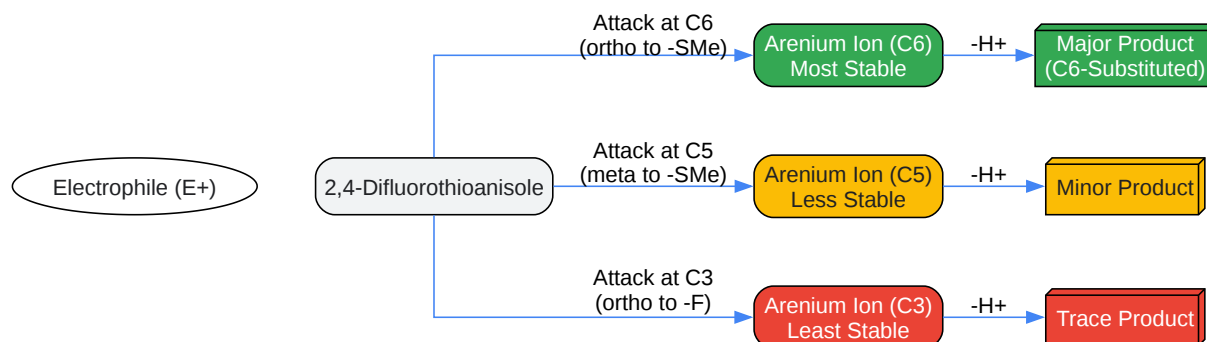 Electrophile (E+)
2,4-Difluorothioanisole
Attack at C6
(ortho to -SMe)
Arenium Ion (C6)
Most Stable
-H+
Major Product
(C6-Substituted)
Attack at C5
(meta to -SMe)
Arenium Ion (C5)
Less Stable
-H+
Minor Product
Attack at C3
(ortho to -F)
Arenium Ion (C3)
Least Stable
-H+
Trace Product